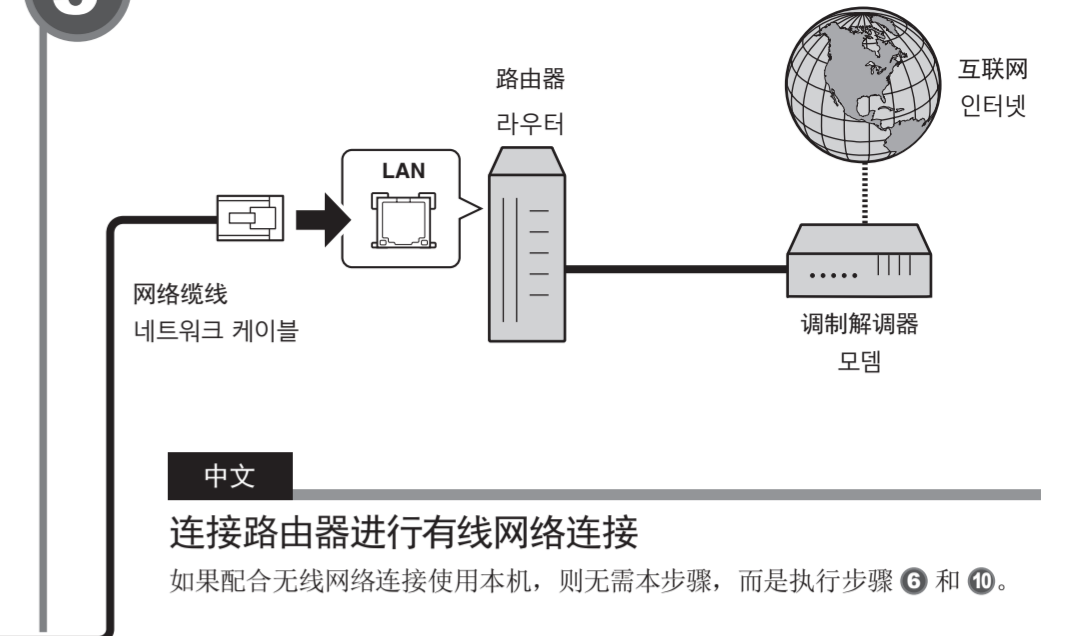 路由器
라우터
互联网
인터넷
LAN
网络缆线
네트워크 케이블
调制解调器
모뎀
中文
连接路由器进行有线网络连接
如果配合无线网络连接使用本机，则无需本步骤，而是执行步骤 ❻ 和 ❿。